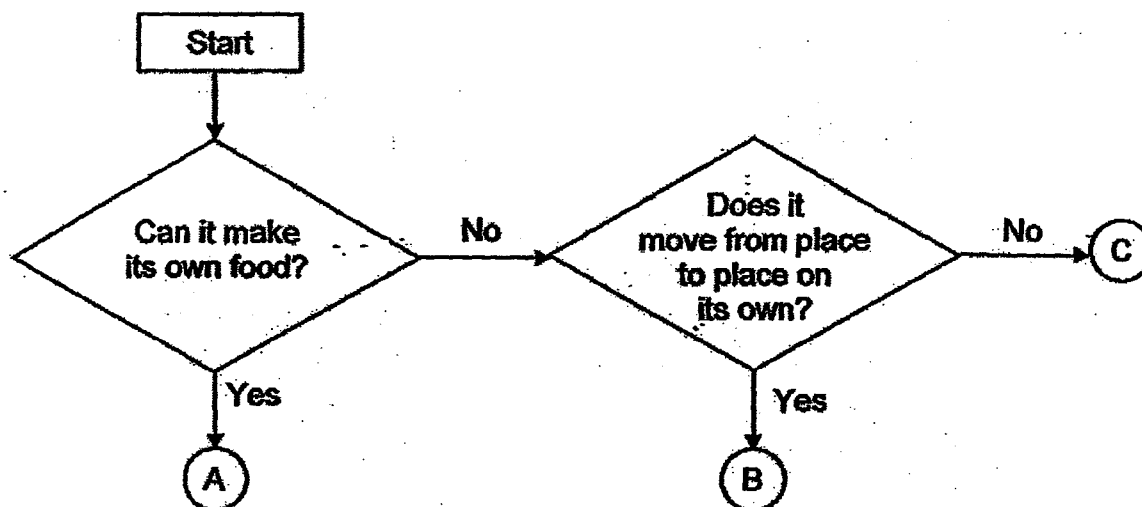 Start
Can it make
its own food?
No
Does it
move from place
to place on
its own?
No
C
Yes
A
Yes
B